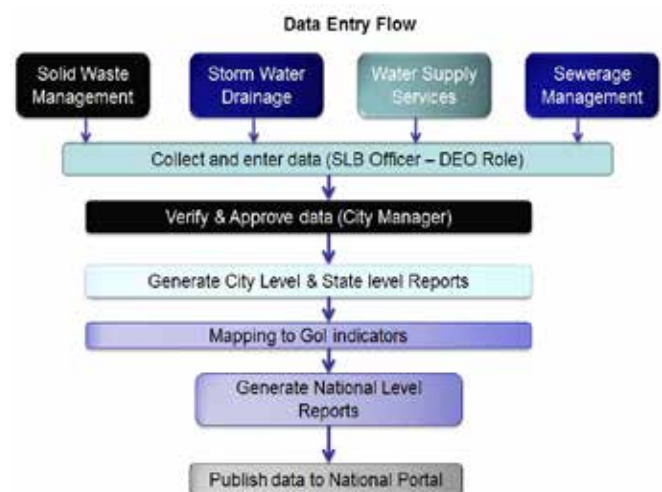 Data Entry Flow
Solid Waste
Management
Storm Water
Drainage
Water Supply
Services
Sewerage
Management
Collect and enter data (SLB Officer – DEO Role)
Verify & Approve data (City Manager)
Generate City Level & State level Reports
Mapping to GoI indicators
Generate National Level
Reports
Publish data to National Portal